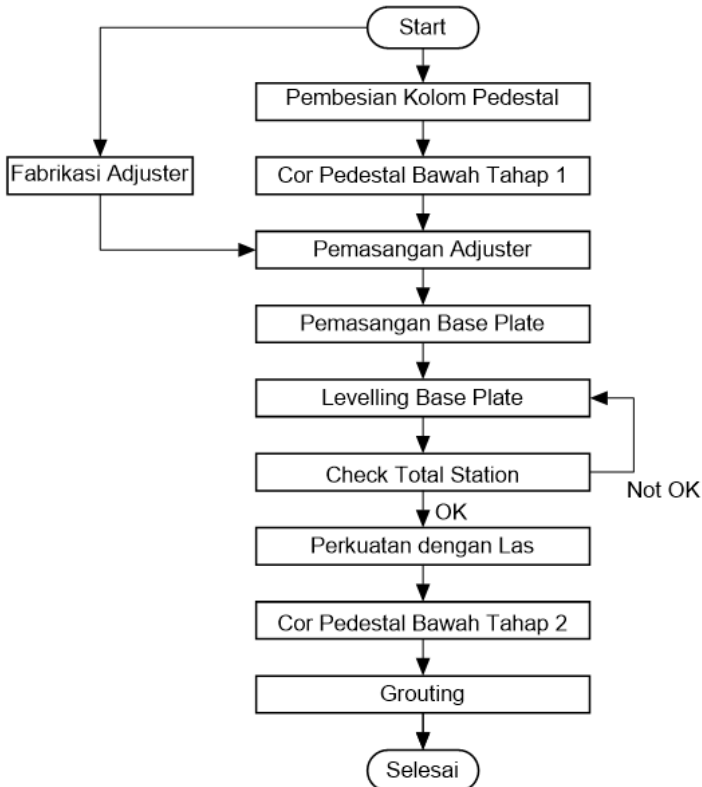 Start
Pembesian Kolom Pedestal
Fabrikasi Adjuster
Cor Pedestal Bawah Tahap 1
Pemasangan Adjuster
Pemasangan Base Plate
Levelling Base Plate
Check Total Station
Not OK
OK
Perkuatan dengan Las
Cor Pedestal Bawah Tahap 2
Grouting
Selesai